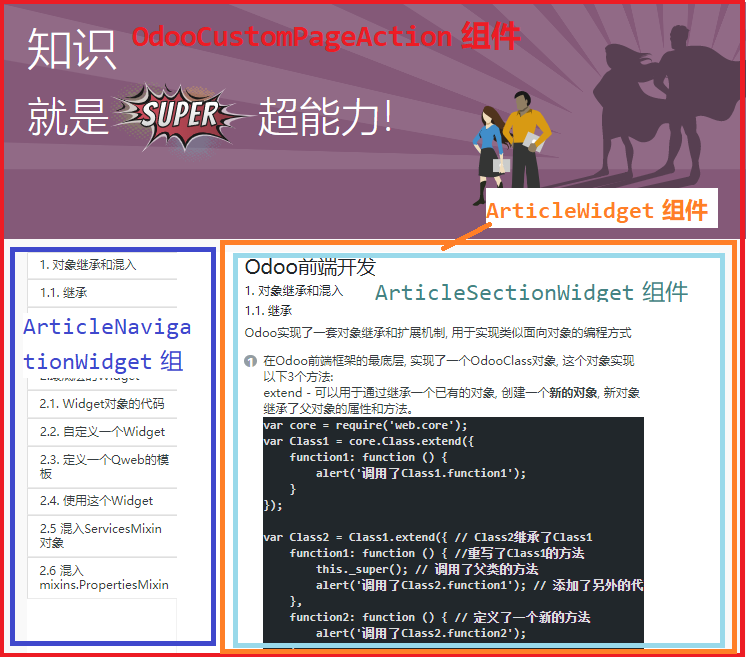 知识
OdooCustomPageAction 组件
就是 SUPER 超能力!
ArticleWidget 组件
1. 对象继承和混入
1.1. 继承
ArticleNaviga
tionWidget 组
2.1. Widget对象的代码
2.2. 自定义一个Widget
2.3. 定义一个Qweb的模
板
2.4. 使用这个Widget
2.5 混入ServicesMixin
对象
2.6 混入
mixins.PropertiesMixin
Odoo前端开发
1. 对象继承和混入
ArticleSectionWidget 组件
1.1. 继承
Odoo实现了一套对象继承和扩展机制, 用于实现类似面向对象的编程方式
1 在Odoo前端框架的最底层, 实现了一个OdooClass对象, 这个对象实现
以下3个方法:
extend - 可以用于通过继承一个已有的对象, 创建一个新的对象, 新对象
继承了父对象的属性和方法。
var core = require('web.core');
var Class1 = core.Class.extend({
function1: function () {
alert('调用了Class1.function1');
}
});
var Class2 = Class1.extend({ // Class2继承了Class1
function1: function () { //重写了Class1的方法
this._super(); // 调用了父类的方法
alert('调用了Class2.function1'); // 添加了另外的代
},
function2: function () { // 定义了一个新的方法
alert('调用了Class2.function2');